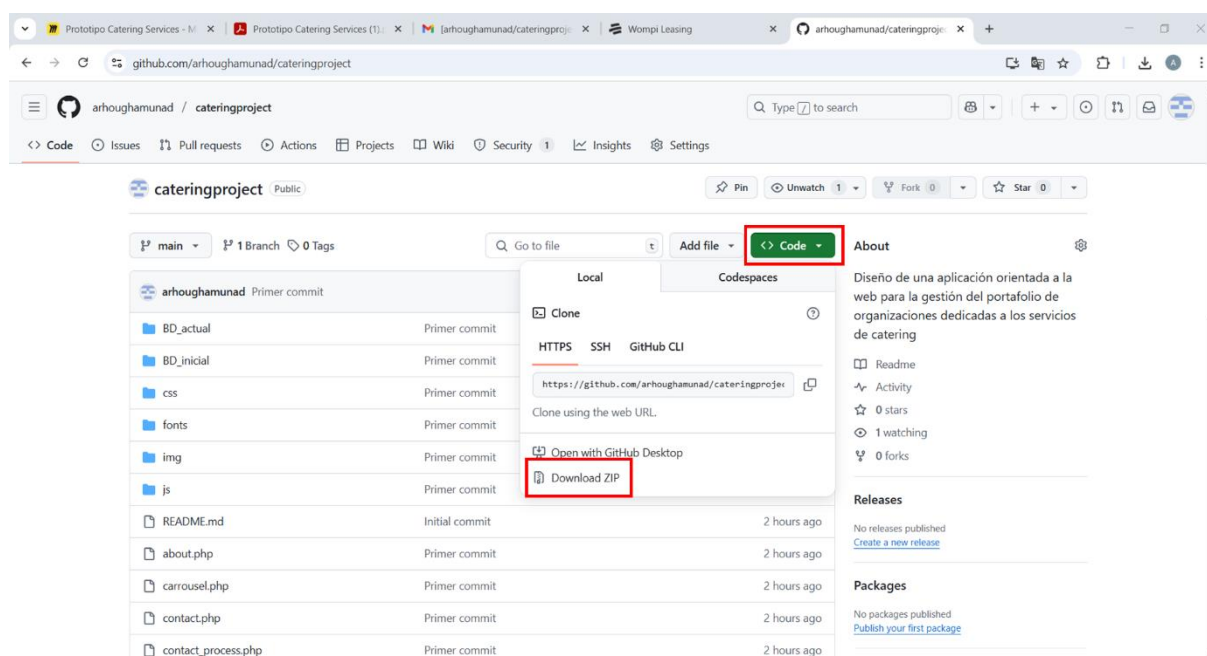 Prototipo Catering Services - M
Prototipo Catering Services (1)
[arhoughamunad/cateringproje
Wompi Leasing
arhoughamunad/cateringproje
github.com/arhoughamunad/cateringproject
A
arhoughamunad / cateringproject
Type / to search
Code
Issues
Pull requests
Actions
Projects
Wiki
Security 1
Insights
Settings
cateringproject Public
Pin
Unwatch 1
Fork 0
Star 0
main
1 Branch
0 Tags
Go to file t
Add file
Code
arhoughamunad Primer commit
BD_actual Primer commit
BD_inicial Primer commit
css Primer commit
fonts Primer commit
img Primer commit
js Primer commit
README.md Initial commit 2 hours ago
about.php Primer commit 2 hours ago
carrousel.php Primer commit 2 hours ago
contact.php Primer commit 2 hours ago
contact_process.php Primer commit 2 hours ago
Local
Codespaces
Clone
HTTPS SSH GitHub CLI
https://github.com/arhoughamunad/cateringprojec
Clone using the web URL.
Open with GitHub Desktop
Download ZIP
About
Diseño de una aplicación orientada a la
web para la gestión del portafolio de
organizaciones dedicadas a los servicios
de catering
Readme
Activity
0 stars
1 watching
0 forks
Releases
No releases published
Create a new release
Packages
No packages published
Publish your first package